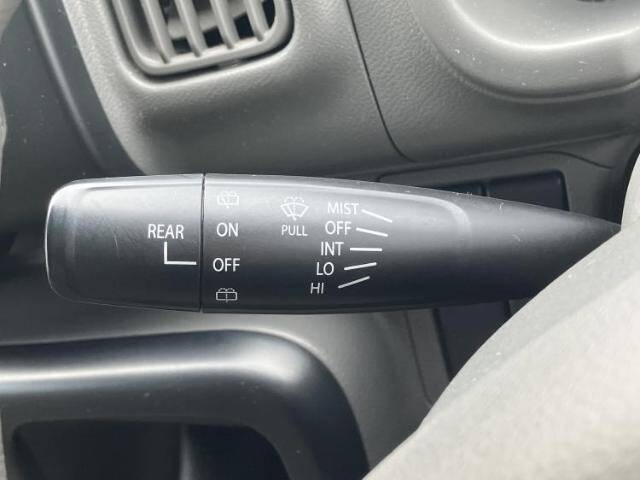 REAR
ON
OFF
PULL
MIST
OFF
INT
LO
HI